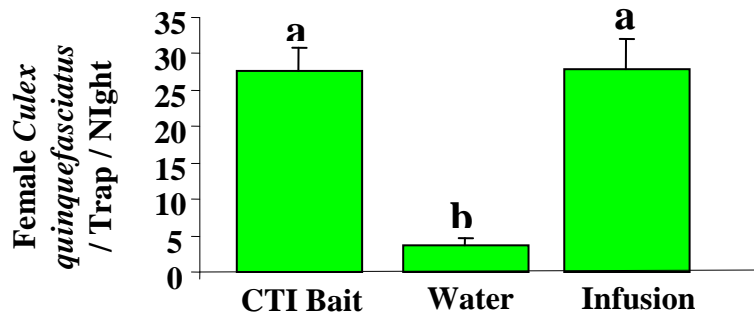 Female Culex
quinquefasciatus
/ Trap / NIght
35
30
25
20
15
10
5
0
a
b
a
CTI Bait
Water
Infusion